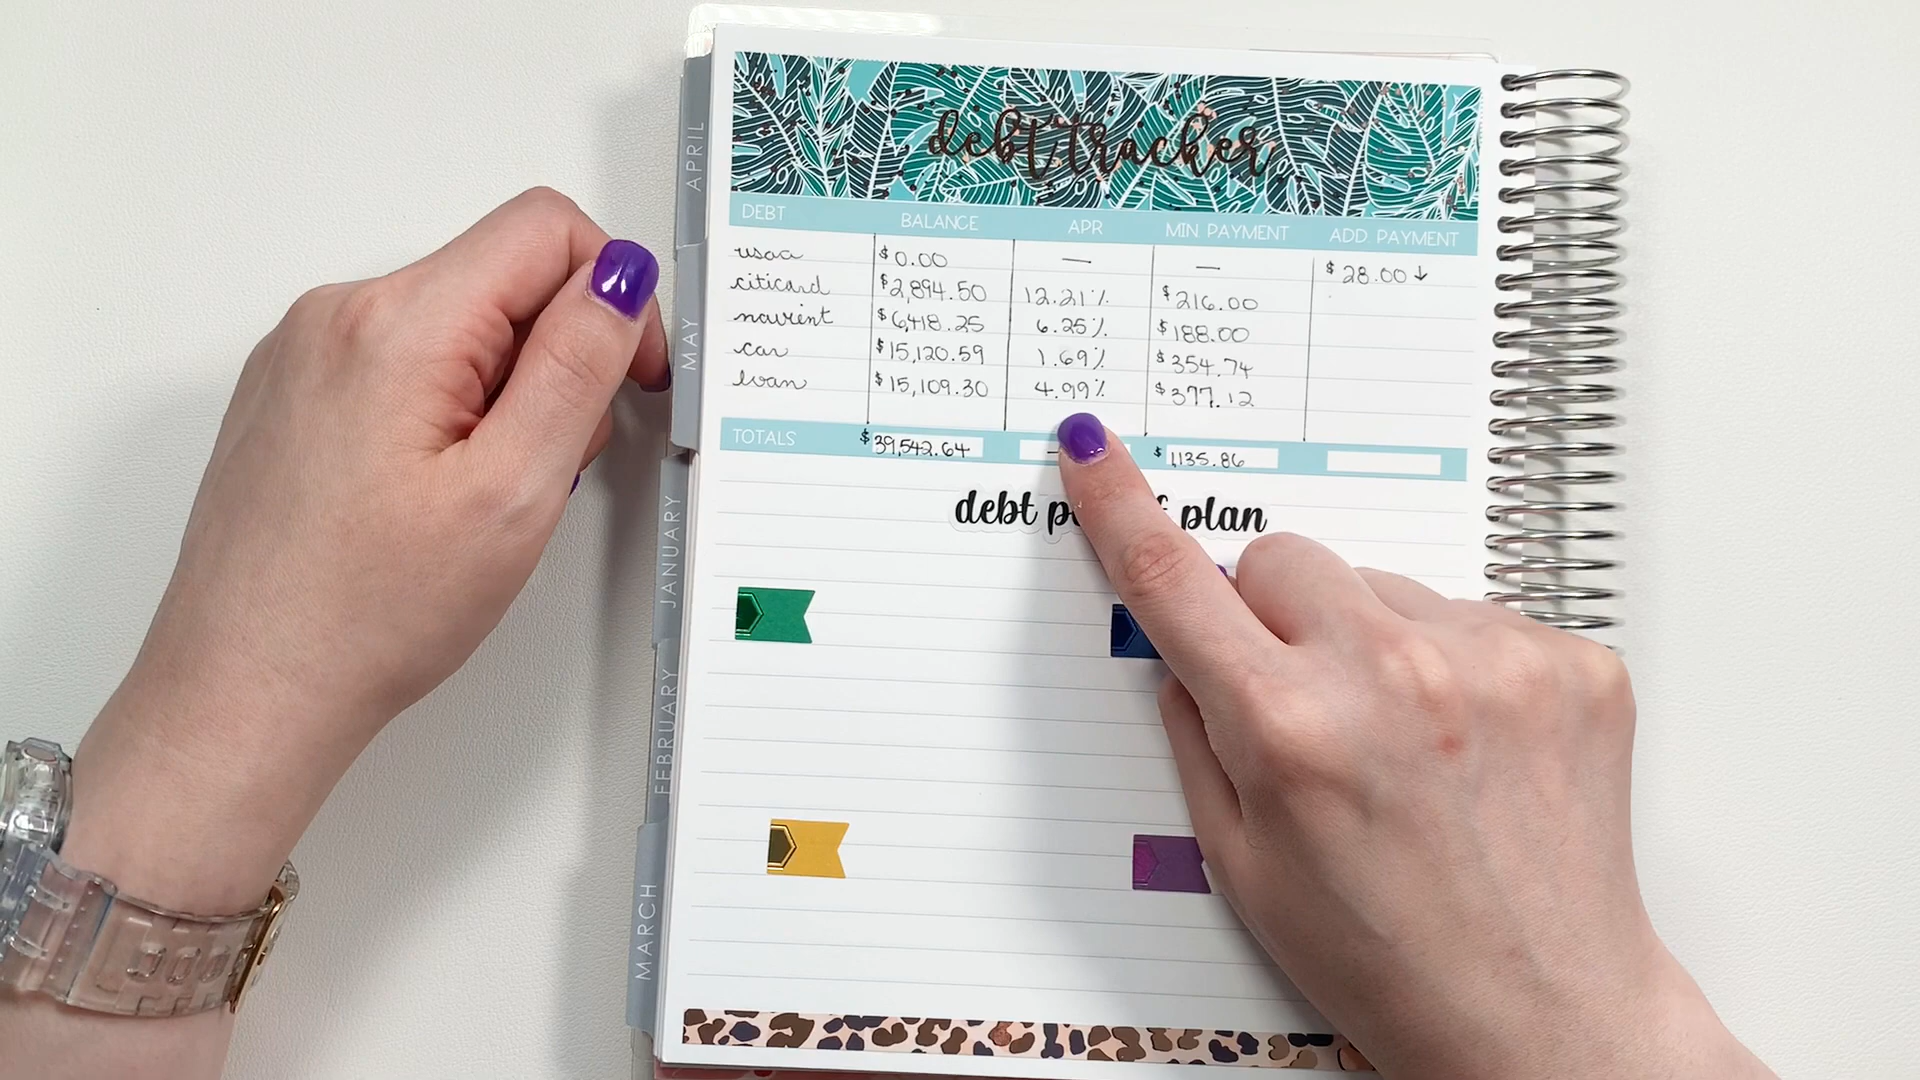 debt tracker
DEBT BALANCE APR MIN PAYMENT ADD. PAYMENT
usaa $0.00 — — $28.00↓
citicard $2,894.50 12.21% $216.00
navient $6,418.25 6.25% $188.00
car $15,120.59 1.69% $354.74
loan $15,109.30 4.99% $377.12
TOTALS $39,542.64 $1,135.86
debt plan
APRIL
MAY
JANUARY
FEBRUARY
MARCH